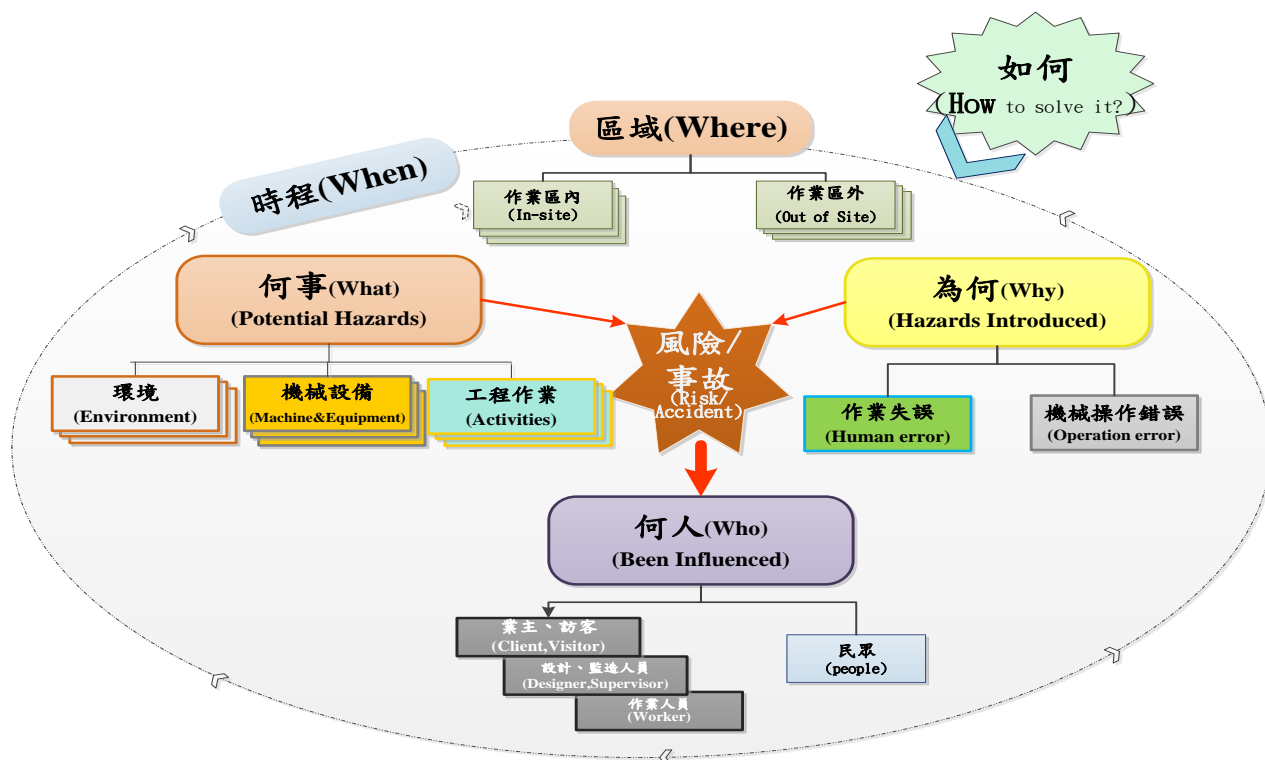 如何
(How to solve it?)
區域(Where)
時程(When)
作業區內
(In-site)
作業區外
(Out of Site)
何事(What)
(Potential Hazards)
為何(Why)
(Hazards Introduced)
風險/
事故
(Risk/
Accident)
環境
(Environment)
機械設備
(Machine&Equipment)
工程作業
(Activities)
作業失誤
(Human error)
機械操作錯誤
(Operation error)
何人(Who)
(Been Influenced)
業主、訪客
(Client,Visitor)
設計、監造人員
(Designer,Supervisor)
作業人員
(Worker)
民眾
(people)